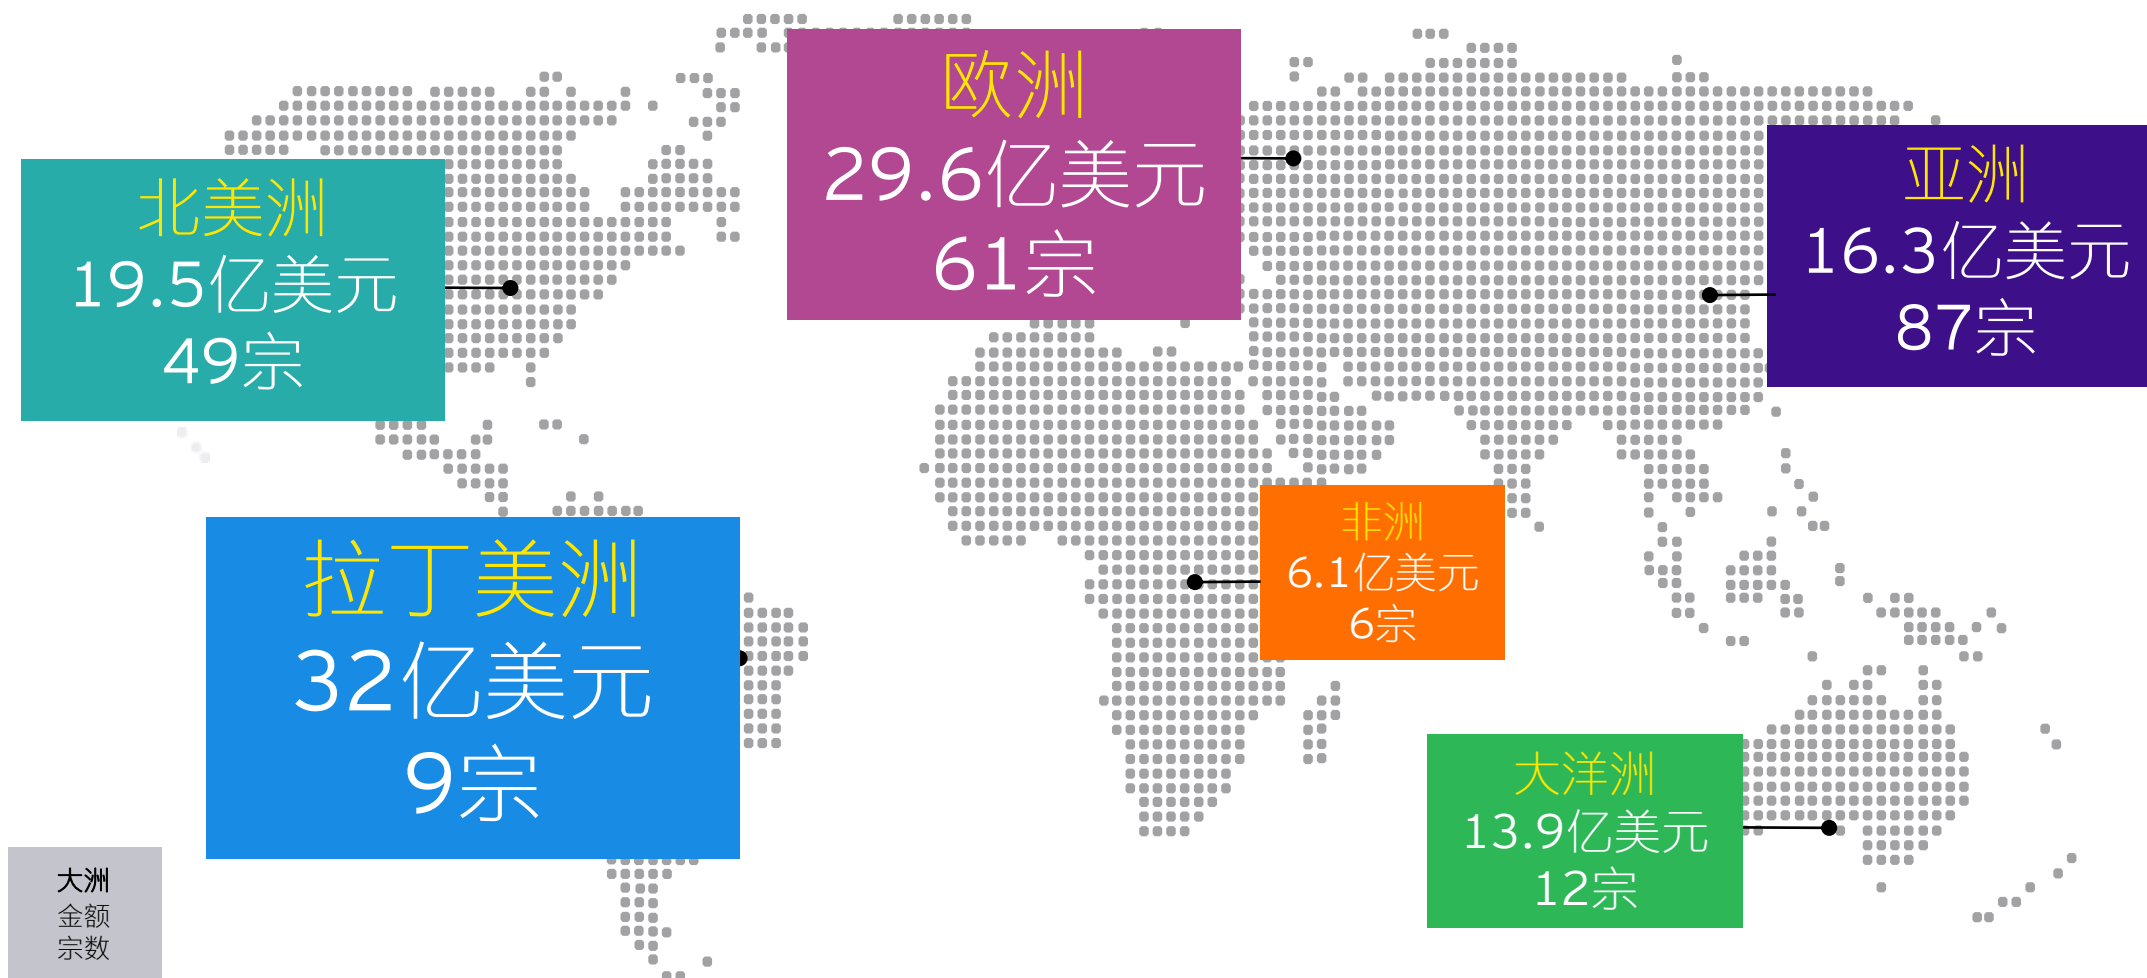 欧洲
29.6亿美元
61宗
亚洲
16.3亿美元
87宗
北美洲
19.5亿美元
49宗
非洲
6.1亿美元
6宗
拉丁美洲
32亿美元
9宗
大洋洲
13.9亿美元
12宗
大洲
金额
宗数